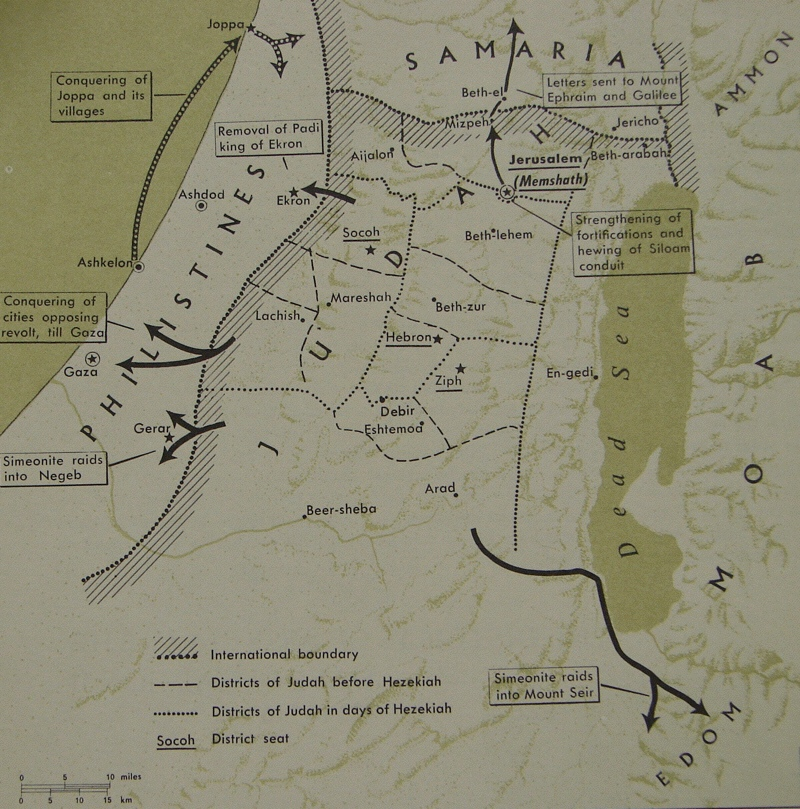 Joppa
SAMARIA
AMMON
Conquering of
Joppa and its
villages
Beth-el
Letters sent to Mount
Ephraim and Galilee
Mizpeh
Jericho
Removal of Padi
king of Ekron
Aijalon
Jerusalem
(Memshath)
Beth-arabah
Ashdod
Ekron
Socoh
Beth-lehem
Strengthening of
fortifications and
hewing of Siloam
conduit
Ashkelon
PHILISTINES
JUDAH
MOAB
Conquering of
cities opposing
revolt, till Gaza
Lachish
Mareshah
Beth-zur
Hebron
Gaza
Ziph
En-gedi
Dead Sea
Debir
Gerar
Eshtemoa
Simeonite raids
into Negeb
Arad
Beer-sheba
International boundary
Districts of Judah before Hezekiah
Districts of Judah in days of Hezekiah
Socoh District seat
Simeonite raids
into Mount Seir
EDOM
0 5 10 miles
0 5 10 15 km